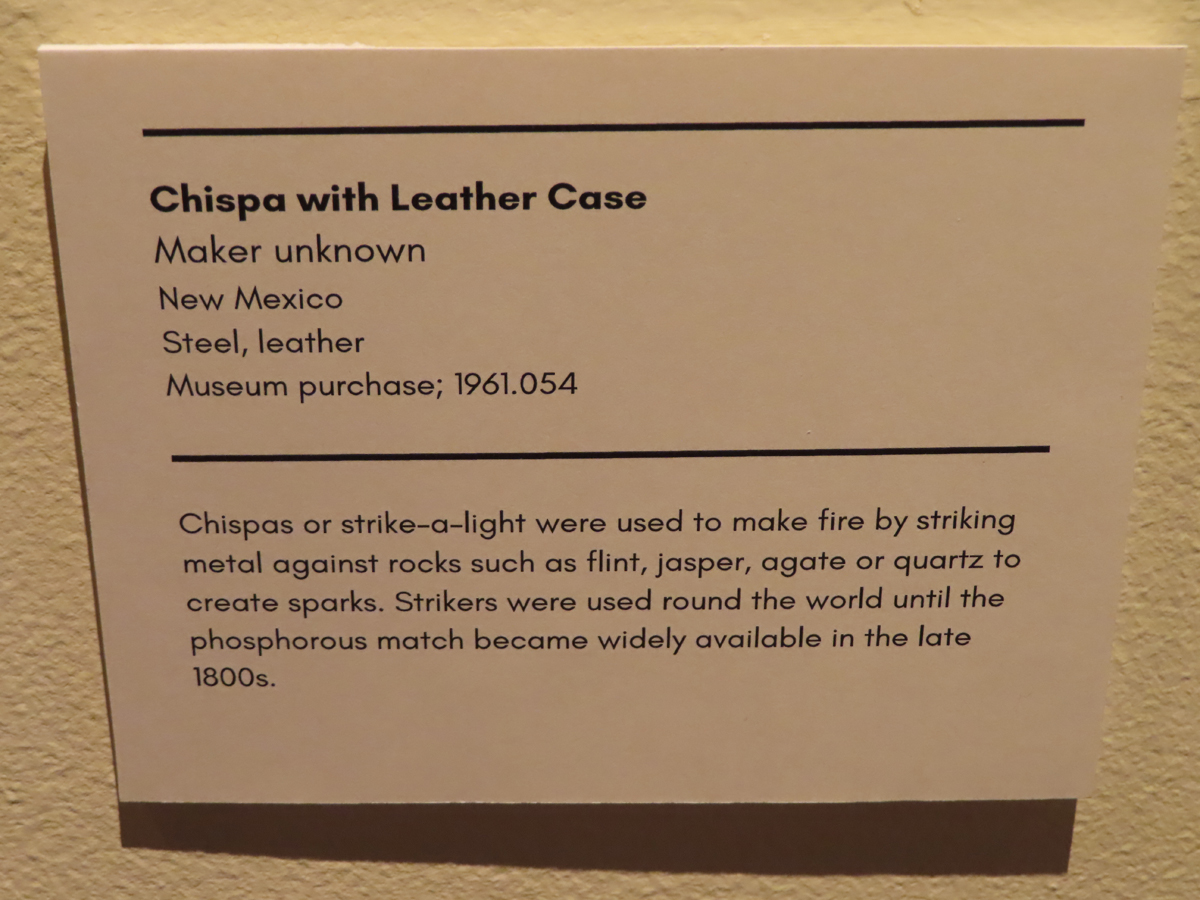 Chispa with Leather Case
Maker unknown
New Mexico
Steel, leather
Museum purchase; 1961.054
Chispas or strike-a-light were used to make fire by striking
metal against rocks such as flint, jasper, agate or quartz to
create sparks. Strikers were used round the world until the
phosphorous match became widely available in the late
1800s.